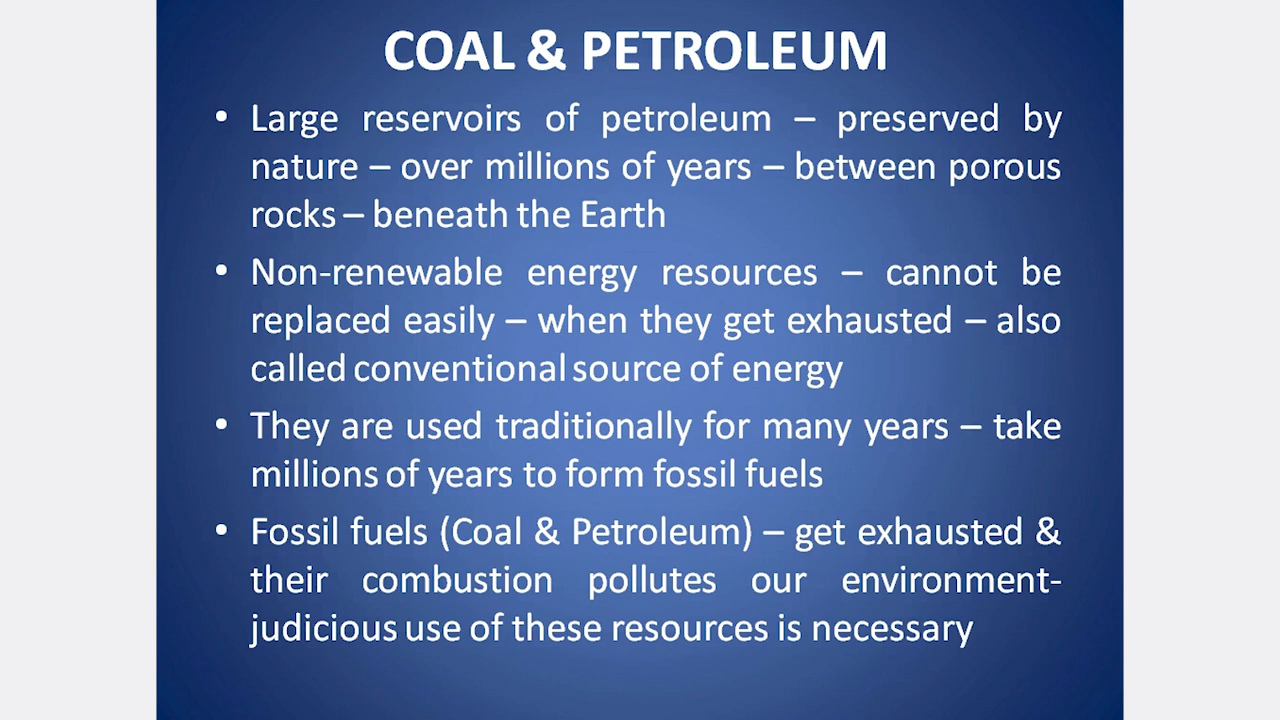 COAL & PETROLEUM
• Large reservoirs of petroleum – preserved by
nature – over millions of years – between porous
rocks – beneath the Earth
• Non-renewable energy resources – cannot be
replaced easily – when they get exhausted – also
called conventional source of energy
• They are used traditionally for many years – take
millions of years to form fossil fuels
• Fossil fuels (Coal & Petroleum) – get exhausted &
their combustion pollutes our environment-
judicious use of these resources is necessary